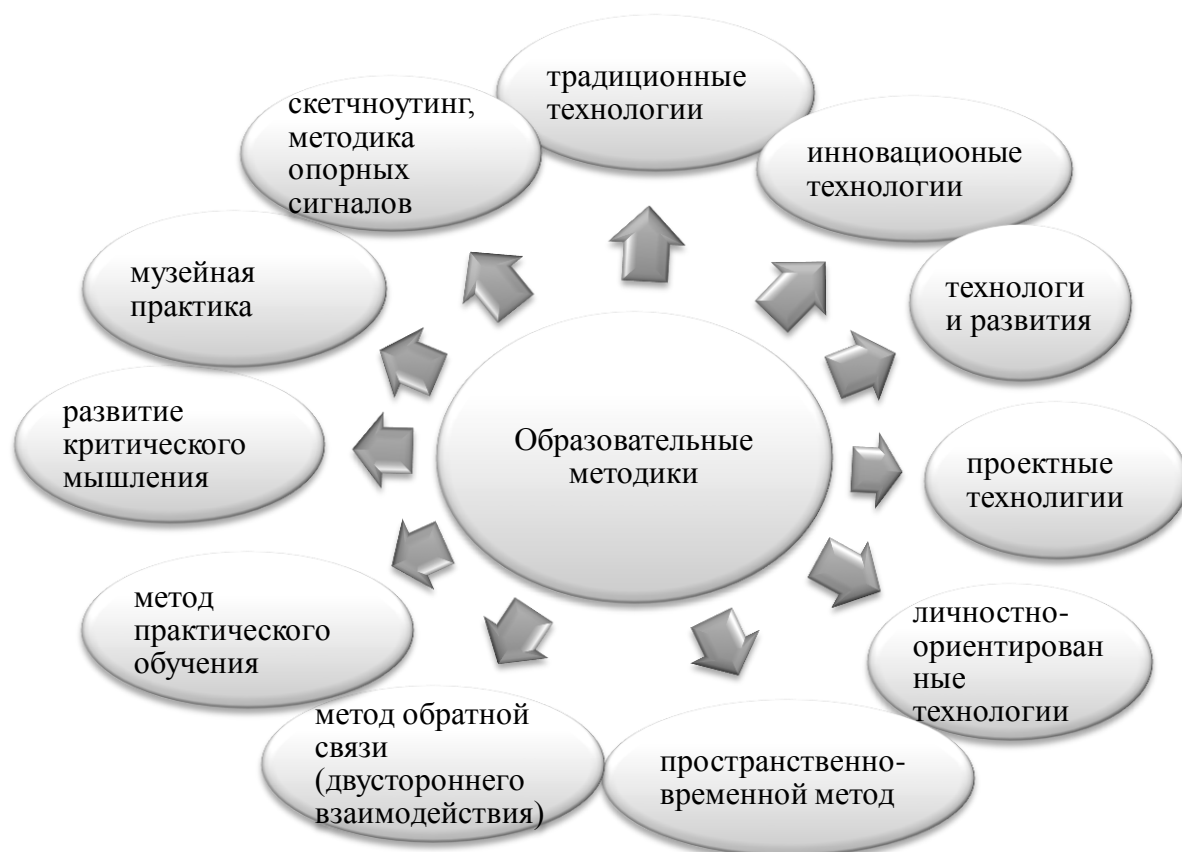 традиционные
технологии
инновациооные
технологии
технологи
и развития
проектные
технолигии
личностно-
ориентирован
ные
технологии
пространственно-
временной метод
метод обратной
связи
(двустороннего
взаимодействия)
метод
практического
обучения
развитие
критического
мышления
музейная
практика
скетчноутинг,
методика
опорных
сигналов
Образовательные
методики